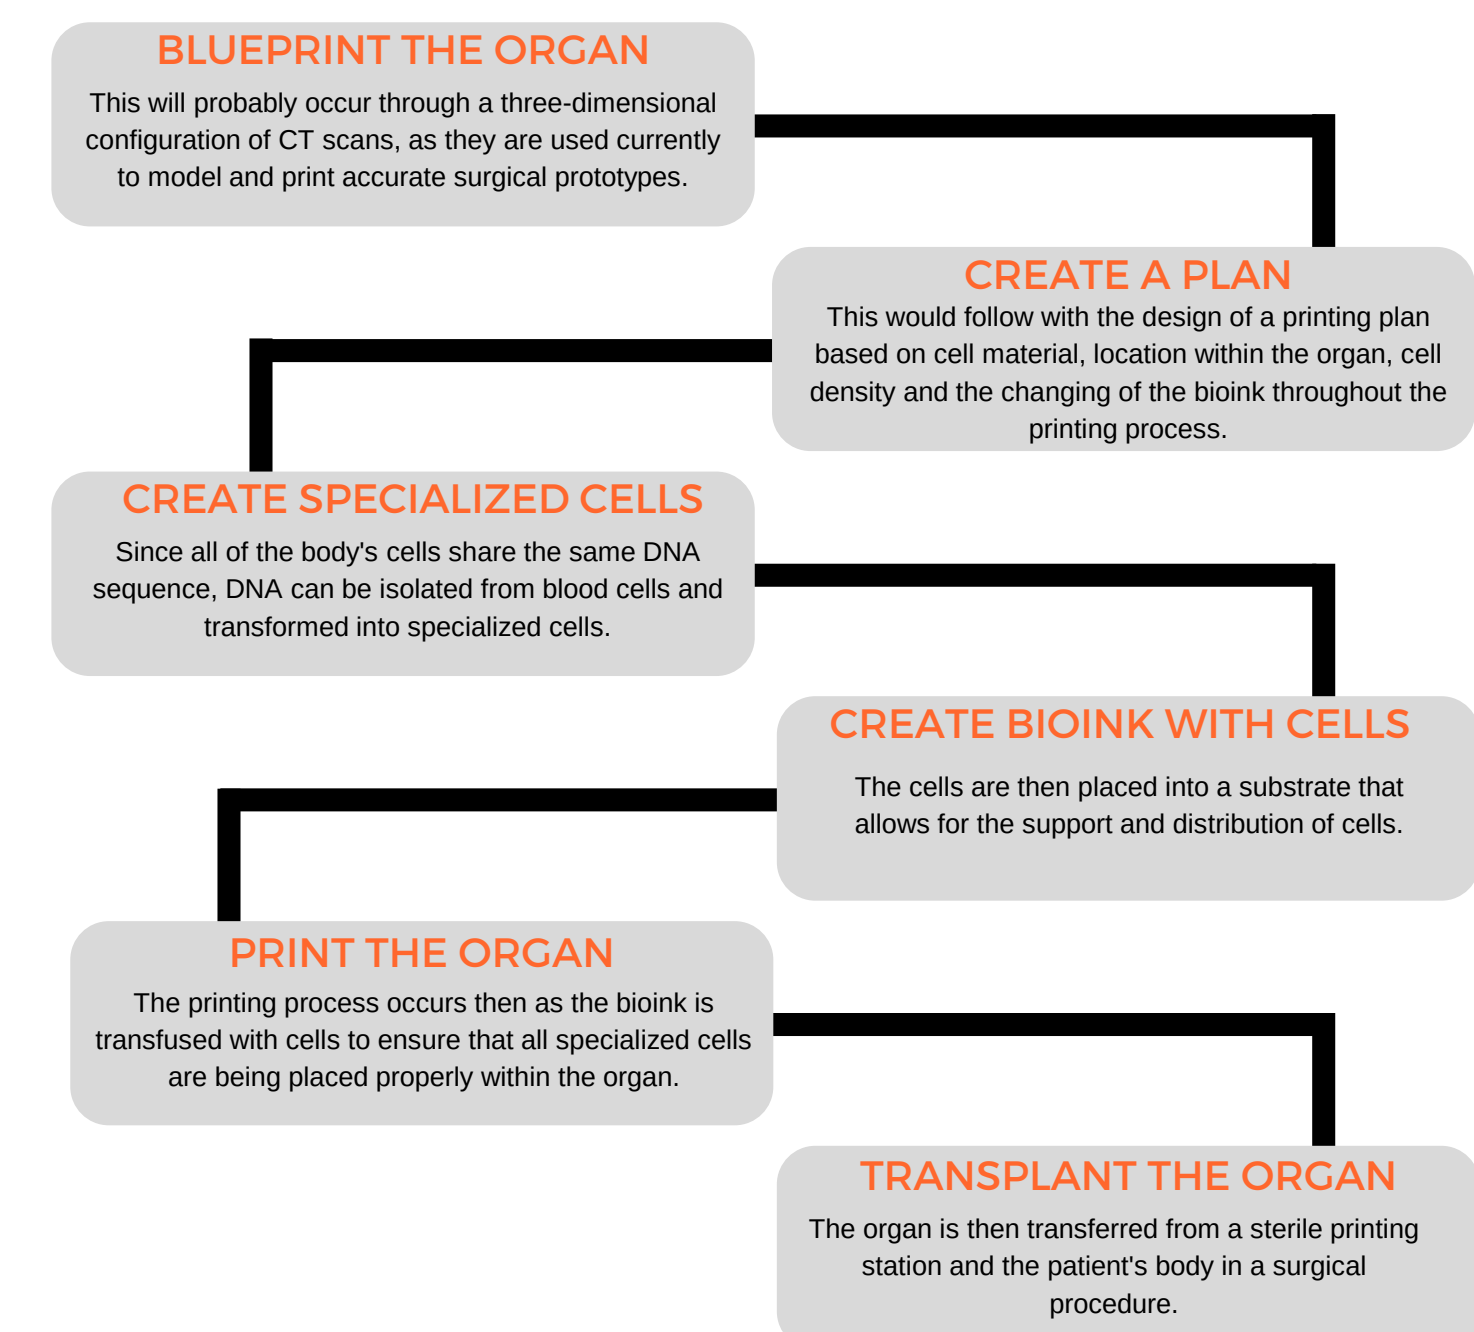 BLUEPRINT THE ORGAN
This will probably occur through a three-dimensional
configuration of CT scans, as they are used currently
to model and print accurate surgical prototypes.
CREATE A PLAN
This would follow with the design of a printing plan
based on cell material, location within the organ, cell
density and the changing of the bioink throughout the
printing process.
CREATE SPECIALIZED CELLS
Since all of the body's cells share the same DNA
sequence, DNA can be isolated from blood cells and
transformed into specialized cells.
CREATE BIOINK WITH CELLS
The cells are then placed into a substrate that
allows for the support and distribution of cells.
PRINT THE ORGAN
The printing process occurs then as the bioink is
transfused with cells to ensure that all specialized cells
are being placed properly within the organ.
TRANSPLANT THE ORGAN
The organ is then transferred from a sterile printing
station and the patient's body in a surgical
procedure.